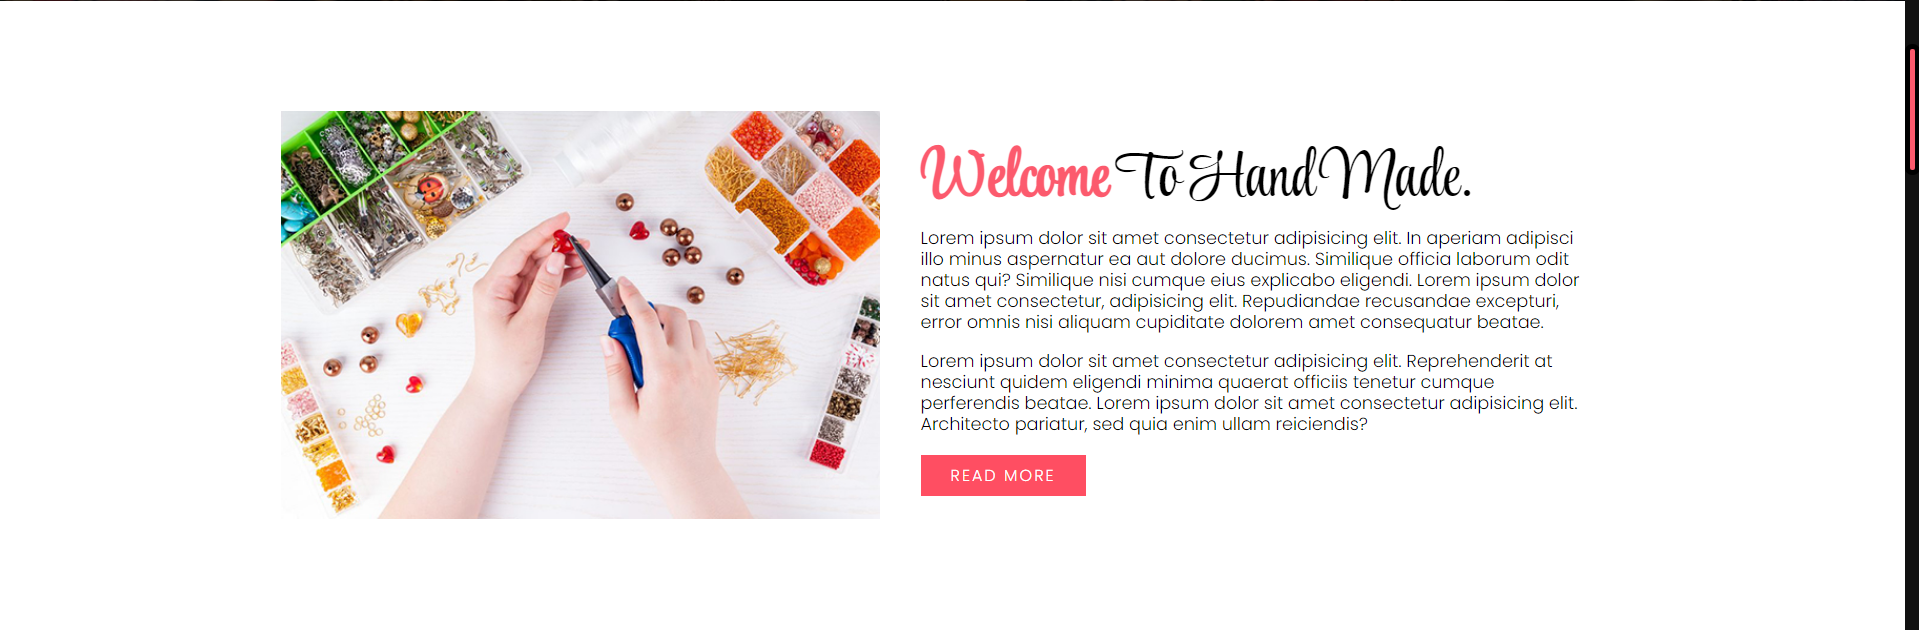 Welcome To Hand Made.
Lorem ipsum dolor sit amet consectetur adipisicing elit. In aperiam adipisci
illo minus aspernatur ea aut dolore ducimus. Similique officia laborum odit
natus qui? Similique nisi cumque eius explicabo eligendi. Lorem ipsum dolor
sit amet consectetur, adipisicing elit. Repudiandae recusandae excepturi,
error omnis nisi aliquam cupiditate dolorem amet consequatur beatae.
Lorem ipsum dolor sit amet consectetur adipisicing elit. Reprehenderit at
nesciunt quidem eligendi minima quaerat officiis tenetur cumque
perferendis beatae. Lorem ipsum dolor sit amet consectetur adipisicing elit.
Architecto pariatur, sed quia enim ullam reiciendis?
READ MORE